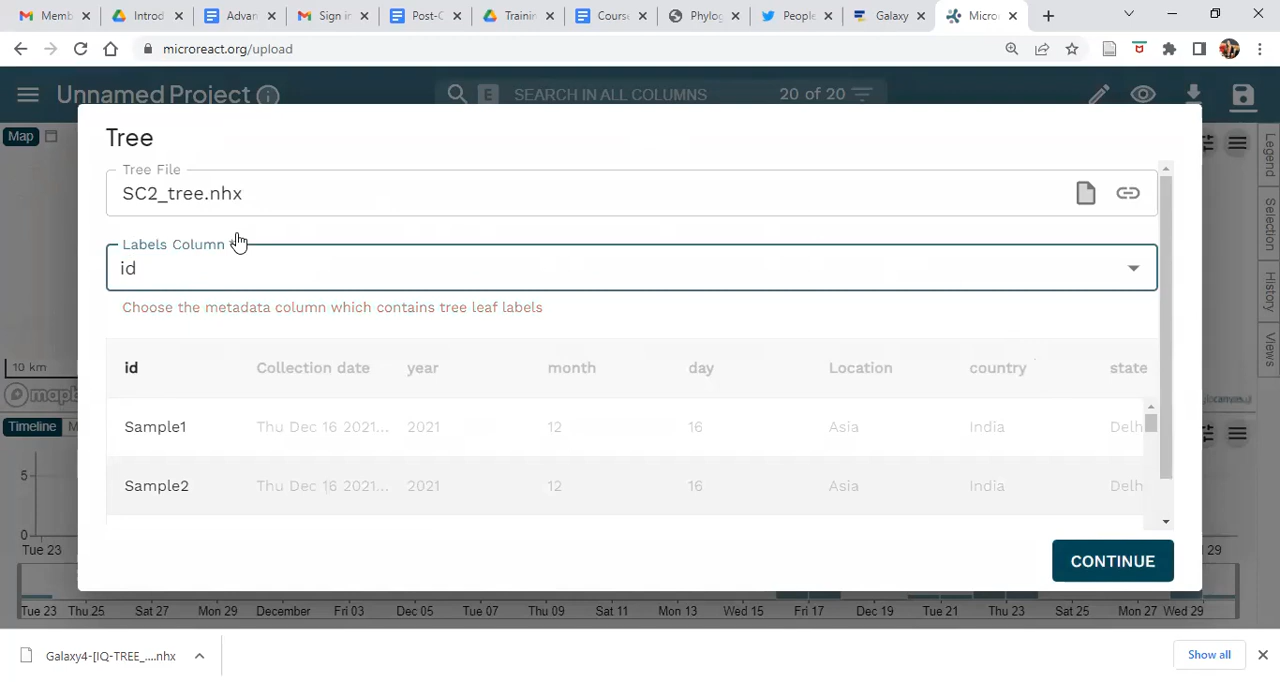 Memb
Introd
Advan
Sign in
Post-C
Trainin
Course
Phylog
People
Galaxy
Micror
microreact.org/upload
Unnamed Project
E
SEARCH IN ALL COLUMNS
20 of 20
Map
Tree
Tree File
SC2_tree.nhx
Labels Column *
id
Choose the metadata column which contains tree leaf labels
id Collection date year month day Location country state
Sample1 Thu Dec 16 2021... 2021 12 16 Asia India Delh
Sample2 Thu Dec 16 2021... 2021 12 16 Asia India Delh
CONTINUE
Legend
Selection
History
Views
10 km
Timeline
5
0
Tue 23
29
Tue 23 Thu 25 Sat 27 Mon 29 December Fri 03 Dec 05 Tue 07 Thu 09 Sat 11 Mon 13 Wed 15 Fri 17 Dec 19 Tue 21 Thu 23 Sat 25 Mon 27 Wed 29
Galaxy4-[IQ-TREE_....nhx
Show all